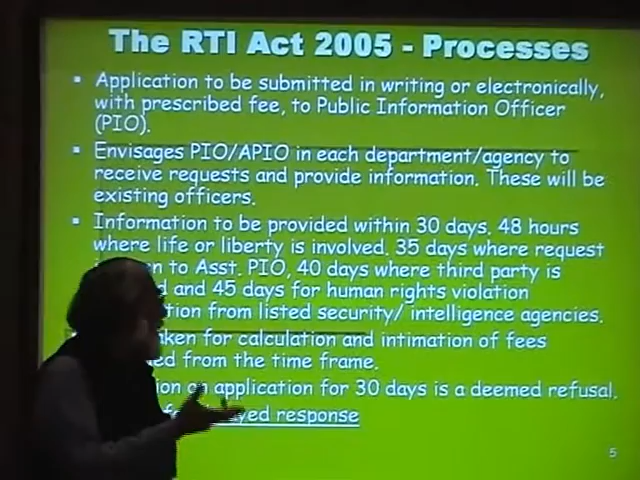 The RTI Act 2005 - Processes
Application to be submitted in writing or electronically,
with prescribed fee, to Public Information Officer
(PIO).
Envisages PIO/APIO in each department/agency to
receive requests and provide information. These will be
existing officers.
Information to be provided within 30 days. 48 hours
where life or liberty is involved. 35 days where request
to Asst. PIO, 40 days where third party is
and 45 days for human rights violation
from listed security/ intelligence agencies.
for calculation and intimation of fees
from the time frame.
application for 30 days is a deemed refusal.
response
5